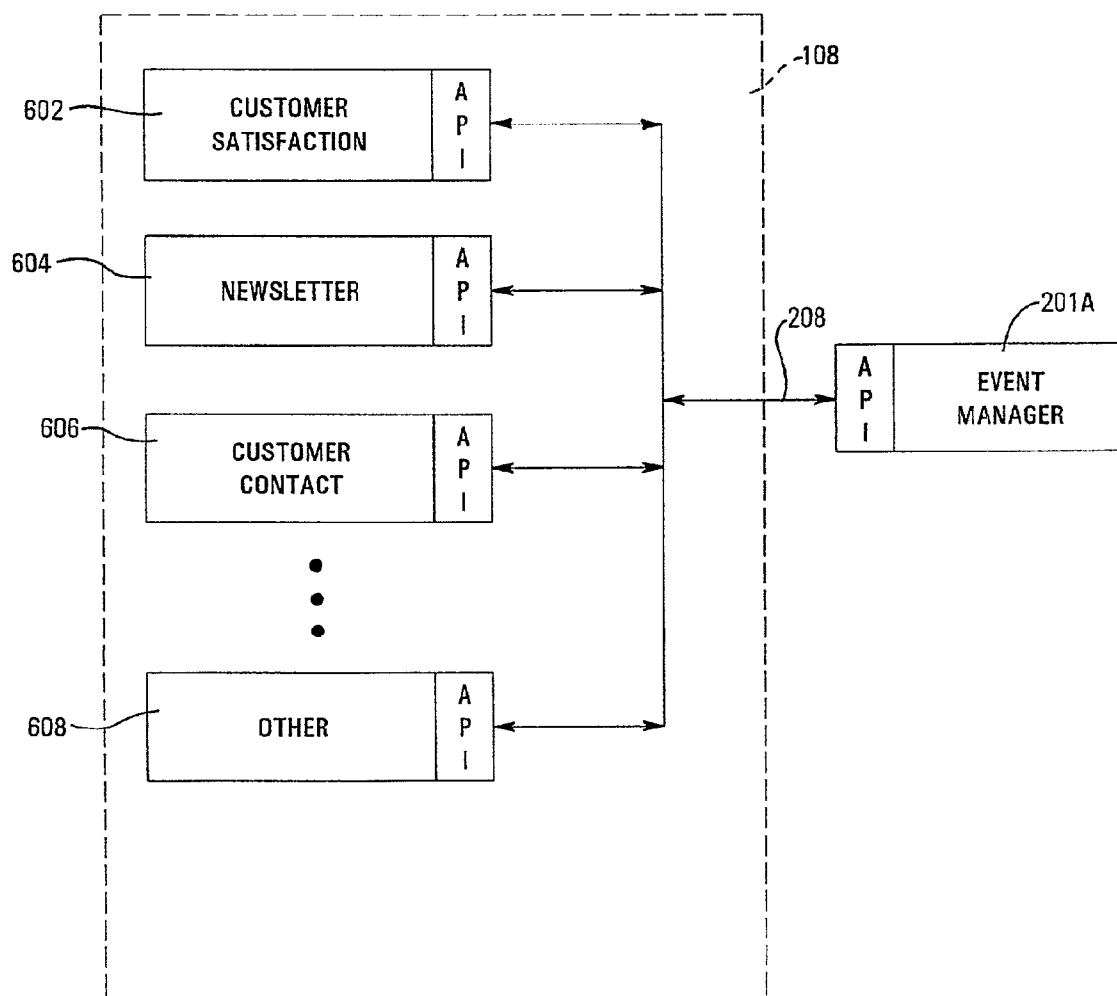 108
602
CUSTOMER
SATISFACTION
A
P
I
604
NEWSLETTER
A
P
I
208
201A
A
P
I
EVENT
MANAGER
606
CUSTOMER
CONTACT
A
P
I
608
OTHER
A
P
I